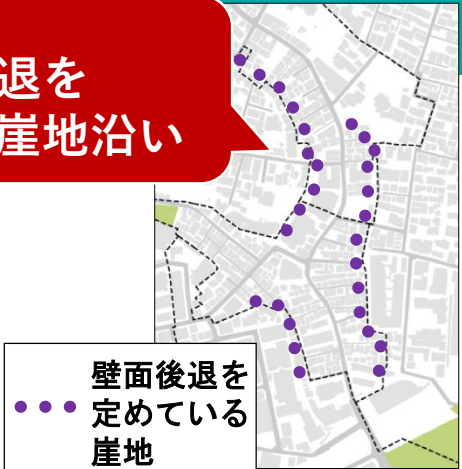 退を
崖地沿い
壁面後退を
定めている
崖地